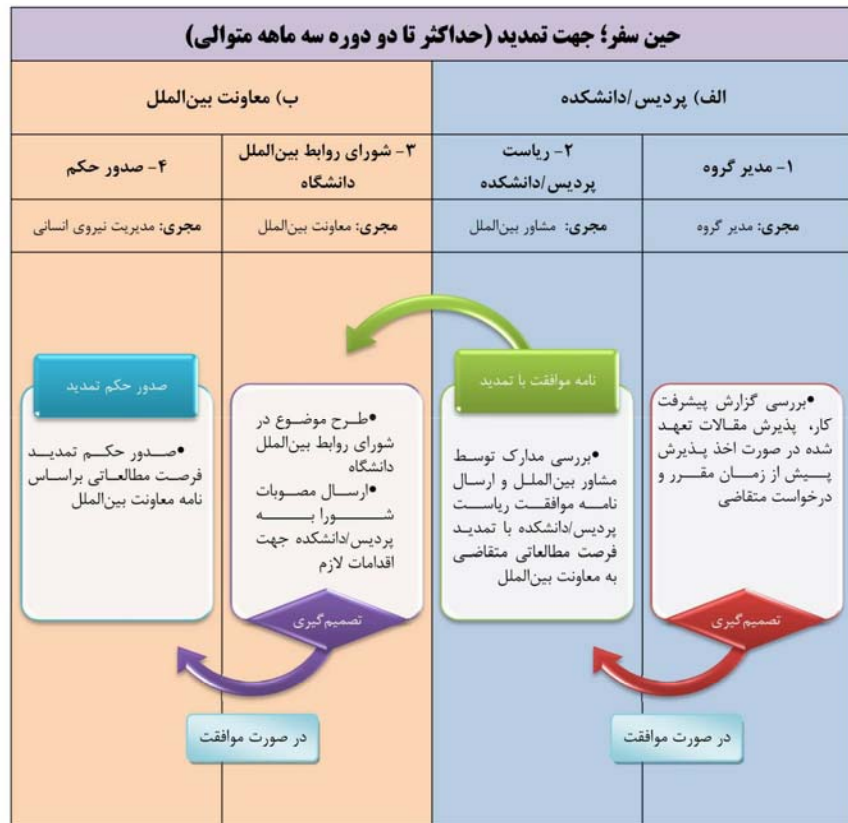 حین سفر؛ جهت تمدید (حداکثر تا دو دوره سه ماهه متوالی)
الف) پردیس/دانشکده
ب) معاونت بین‌الملل
۱- مدیر گروه
۲- ریاست
پردیس/دانشکده
۳- شورای روابط بین‌الملل
دانشگاه
۴- صدور حکم
مجری: مدیر گروه
مجری: مشاور بین‌الملل
مجری: معاونت بین‌الملل
مجری: مدیریت نیروی انسانی
•بررسی گزارش پیشرفت
کار، پذیرش مقالات تعهد
شده در صورت اخذ پذیرش
پیش از زمان مقرر و
درخواست متقاضی
تصمیم‌گیری
در صورت موافقت
نامه موافقت با تمدید
•بررسی مدارک توسط
مشاور بین‌الملل و ارسال
نامه موافقت ریاست
پردیس/دانشکده با تمدید
فرصت مطالعاتی متقاضی
به معاونت بین‌الملل
•طرح موضوع در
شورای روابط بین‌الملل
دانشگاه
•ارسال مصوبات
شورا به
پردیس/دانشکده جهت
اقدامات لازم
تصمیم‌گیری
در صورت موافقت
صدور حکم تمدید
•صدور حکم تمدید
فرصت مطالعاتی براساس
نامه معاونت بین‌الملل